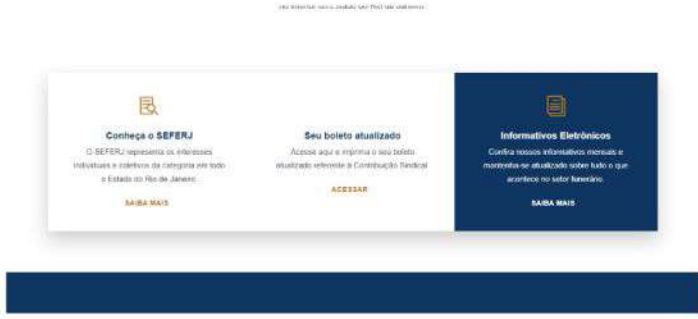 Conheça o SEFERJ
O SEFERJ representa os interesses
individuais e coletivos da categoria em todo
o Estado do Rio de Janeiro.
SAIBA MAIS
Seu boleto atualizado
Acesse aqui e imprima o seu boleto
atualizado referente à Contribuição Sindical
ACESSAR
Informativos Eletrônicos
Confira nossos informativos mensais e
mantenha-se atualizado sobre tudo o que
acontece no setor funerário.
SAIBA MAIS